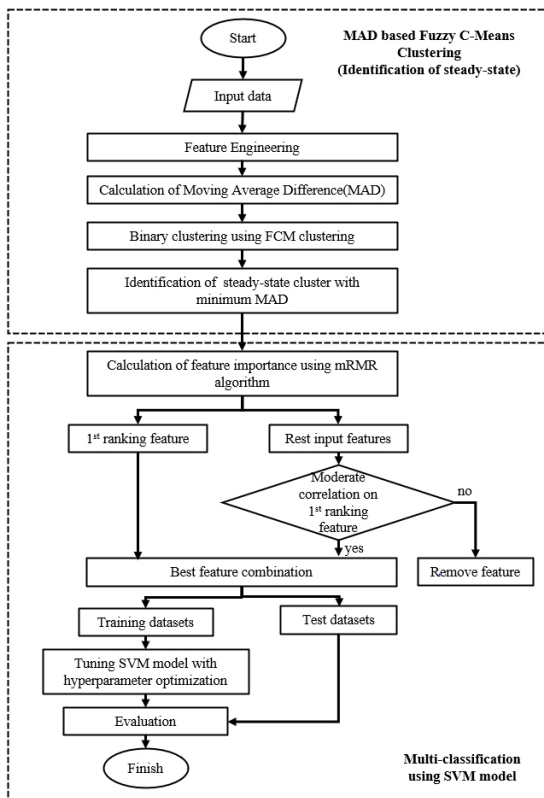 Start
MAD based Fuzzy C-Means
Clustering
(Identification of steady-state)
Input data
Feature Engineering
Calculation of Moving Average Difference(MAD)
Binary clustering using FCM clustering
Identification of steady-state cluster with
minimum MAD
Calculation of feature importance using mRMR
algorithm
1st ranking feature
Rest input features
Moderate
correlation on
1st ranking
feature
no
yes
Best feature combination
Remove feature
Training datasets
Test datasets
Tuning SVM model with
hyperparameter optimization
Evaluation
Finish
Multi-classification
using SVM model